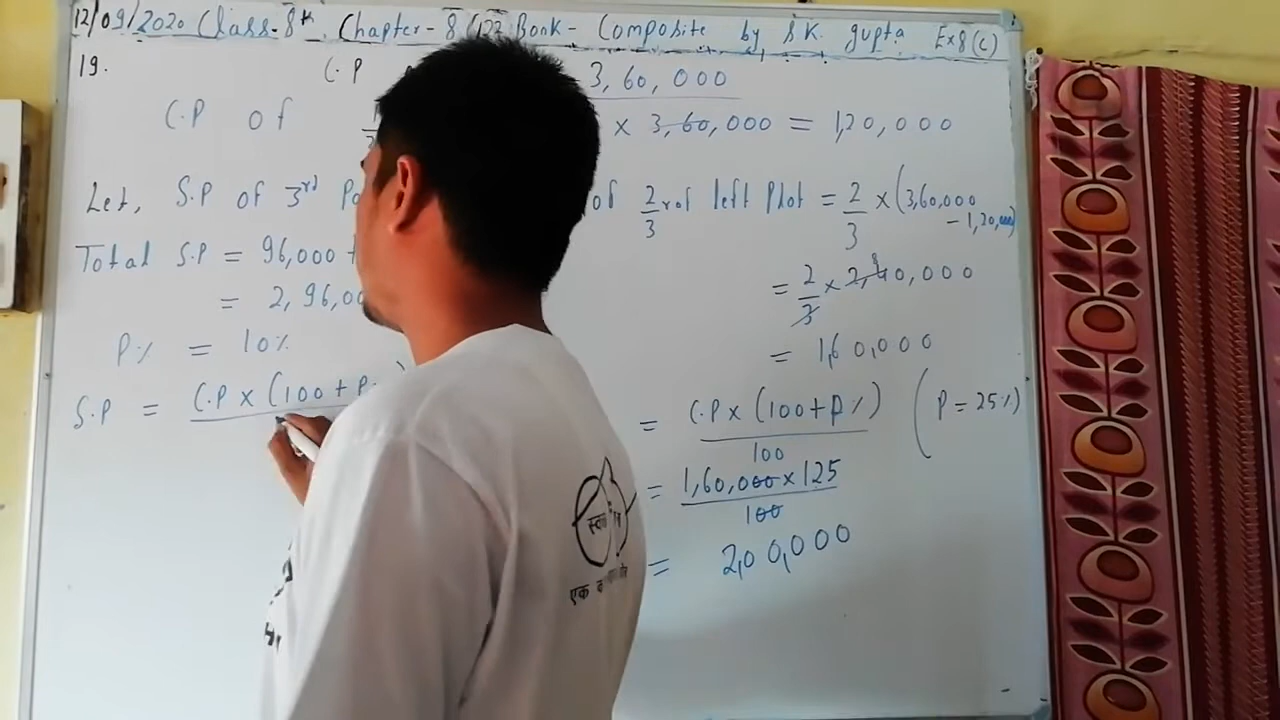 12/09/2020 Class-8th Chapter-8 /122 Book- Composite by S.K. gupta Ex8(c)
19. C.P 3,60,000
C.P of × 3,60,000 = 1,20,000
Let, S.P of 3rd of 2/3 rd of left Plot = 2/3 × (3,60,000 - 1,20,000)
Total S.P = 96,000 +
= 2,96,00
= 2/3 × 2,40,000
P% = 10%
= 1,60,000
S.P = C.P × (100 + P
= C.P × (100+P%) / 100 (P = 25%)
= 1,60,000 × 125 / 100
= 2,00,000
स्व
एक